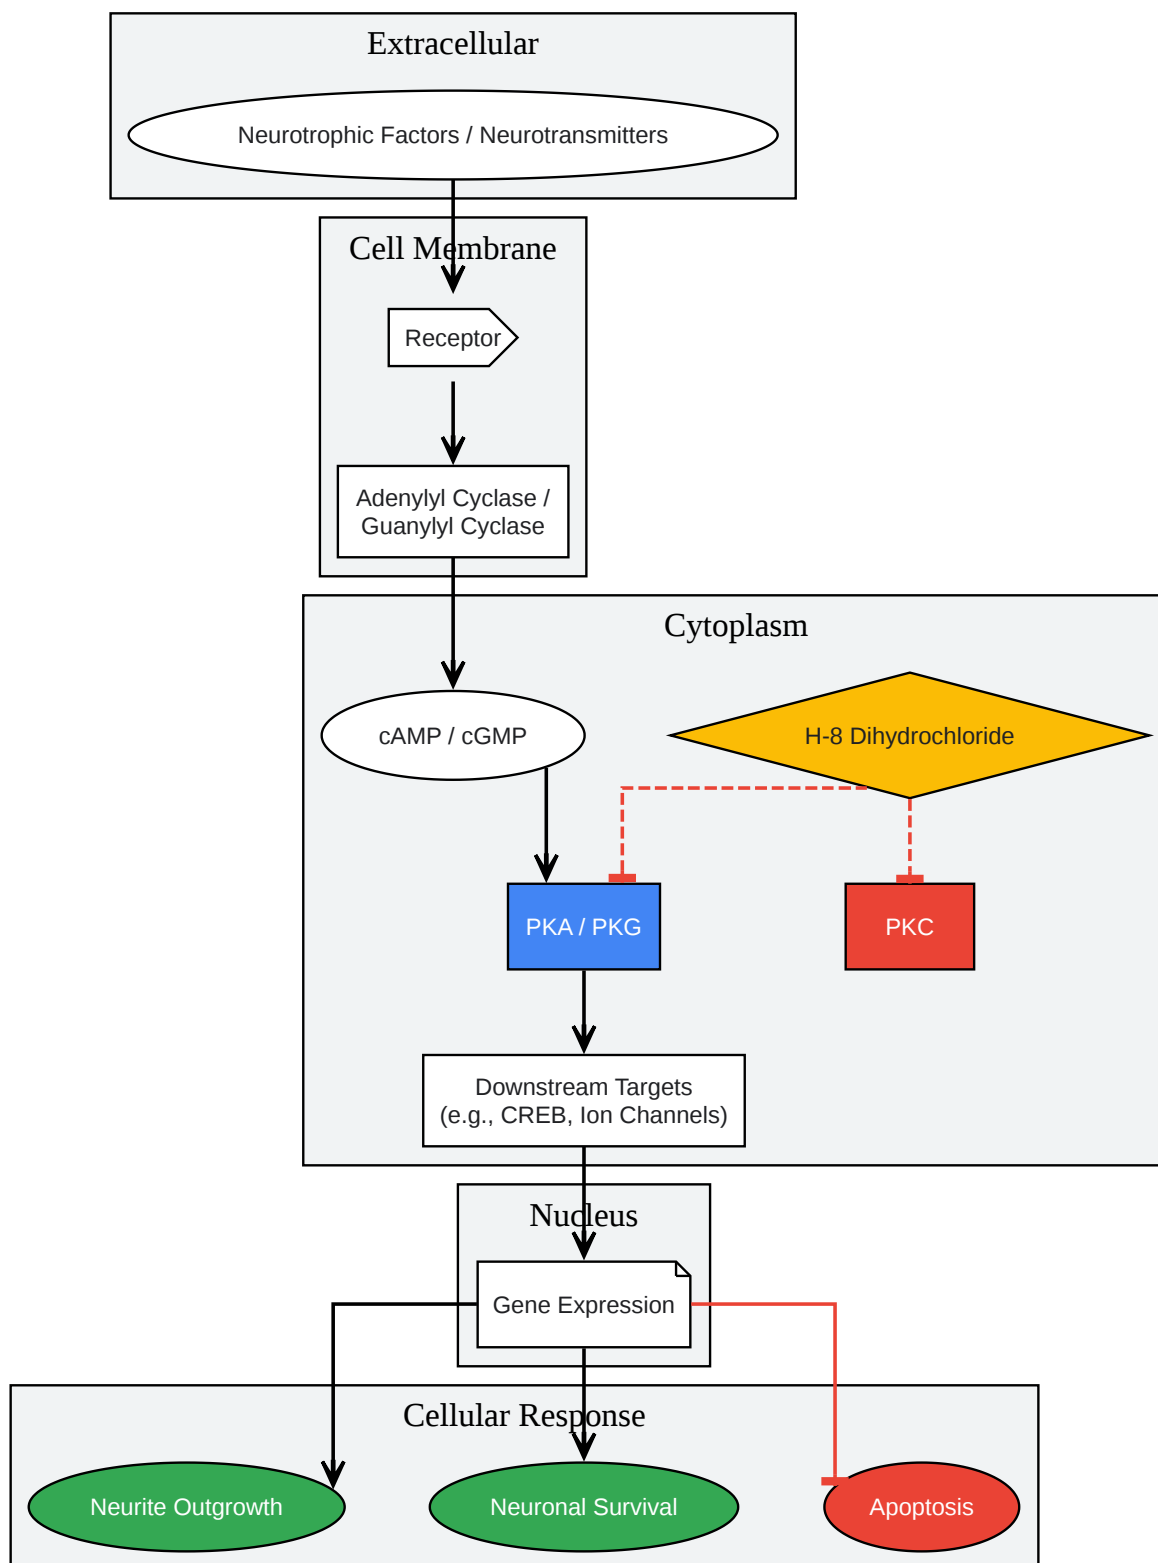 Extracellular
Neurotrophic Factors / Neurotransmitters
Cell Membrane
Receptor
Adenylyl Cyclase /
Guanylyl Cyclase
Cytoplasm
cAMP / cGMP
H-8 Dihydrochloride
PKA / PKG
PKC
Downstream Targets
(e.g., CREB, Ion Channels)
Nucleus
Gene Expression
Cellular Response
Neurite Outgrowth
Neuronal Survival
Apoptosis